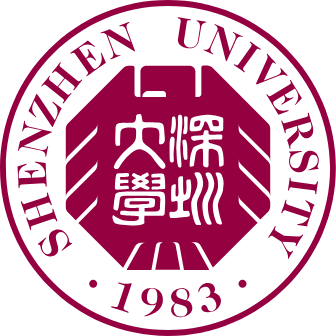 SHENZHEN UNIVERSITY
深圳
大學
· 1983 ·